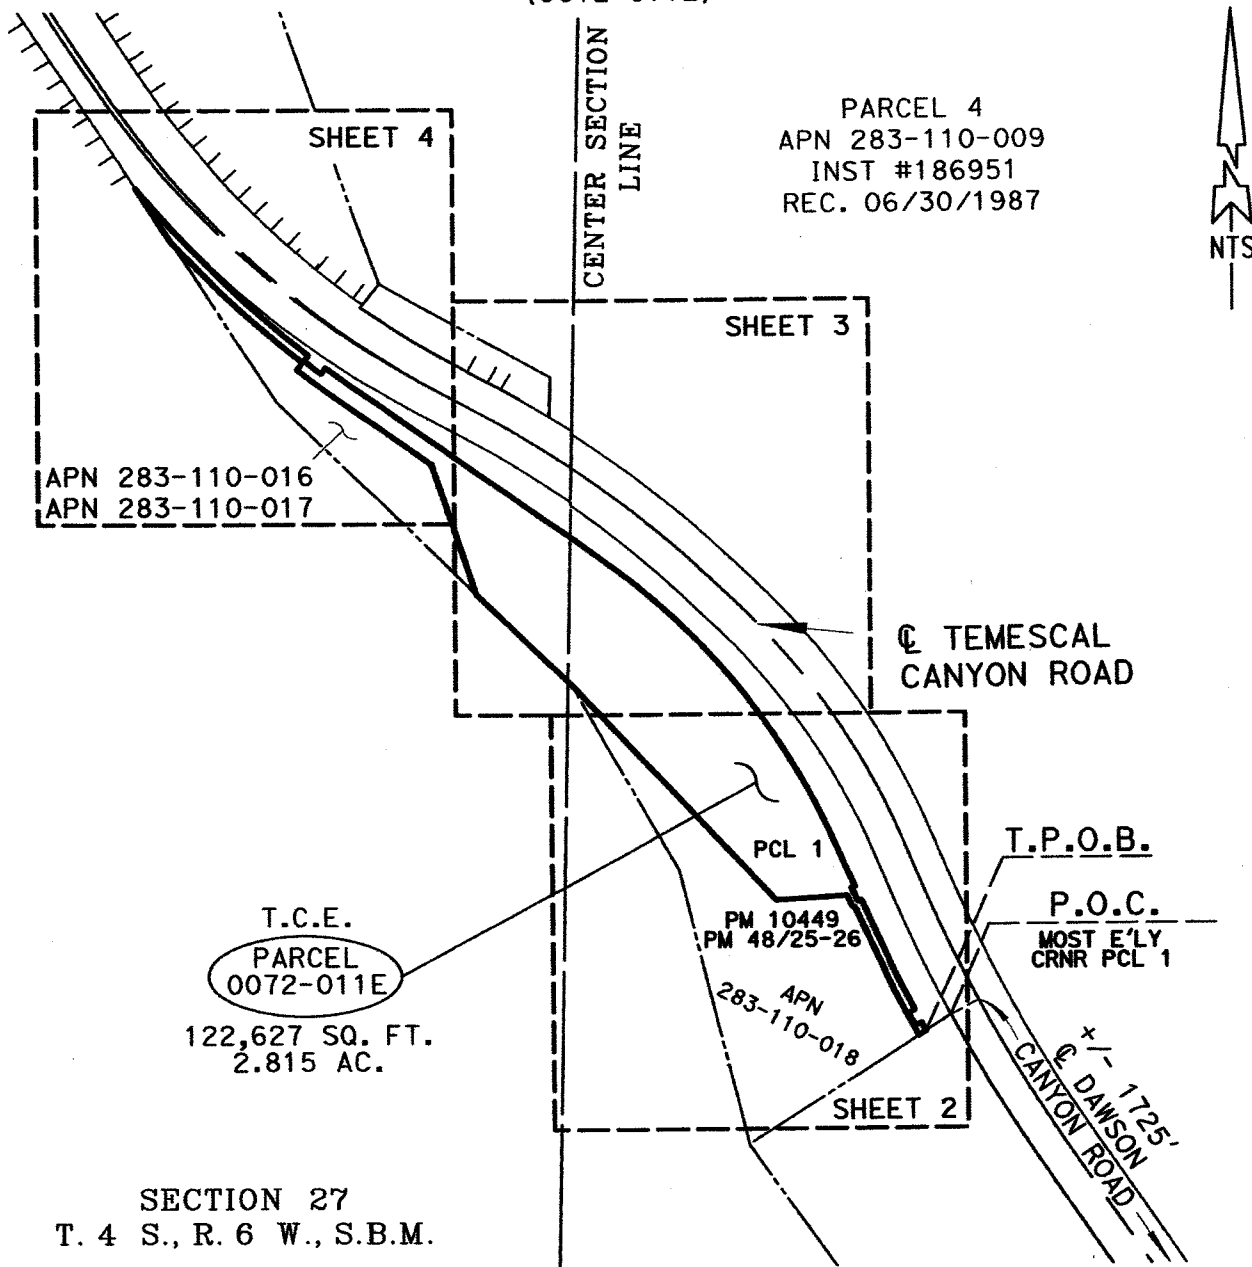 SHEET 4
CENTER SECTION
LINE
PARCEL 4
APN 283-110-009
INST #186951
REC. 06/30/1987
NTS
SHEET 3
APN 283-110-016
APN 283-110-017
℄ TEMESCAL
CANYON ROAD
PCL 1
T.P.O.B.
P.O.C.
MOST E'LY
CRNR PCL 1
PM 10449
PM 48/25-26
T.C.E.
PARCEL
0072-011E
122,627 SQ. FT.
2.815 AC.
APN
283-110-018
+/- 1725'
℄ DAWSON
CANYON ROAD
SHEET 2
SECTION 27
T. 4 S., R. 6 W., S.B.M.